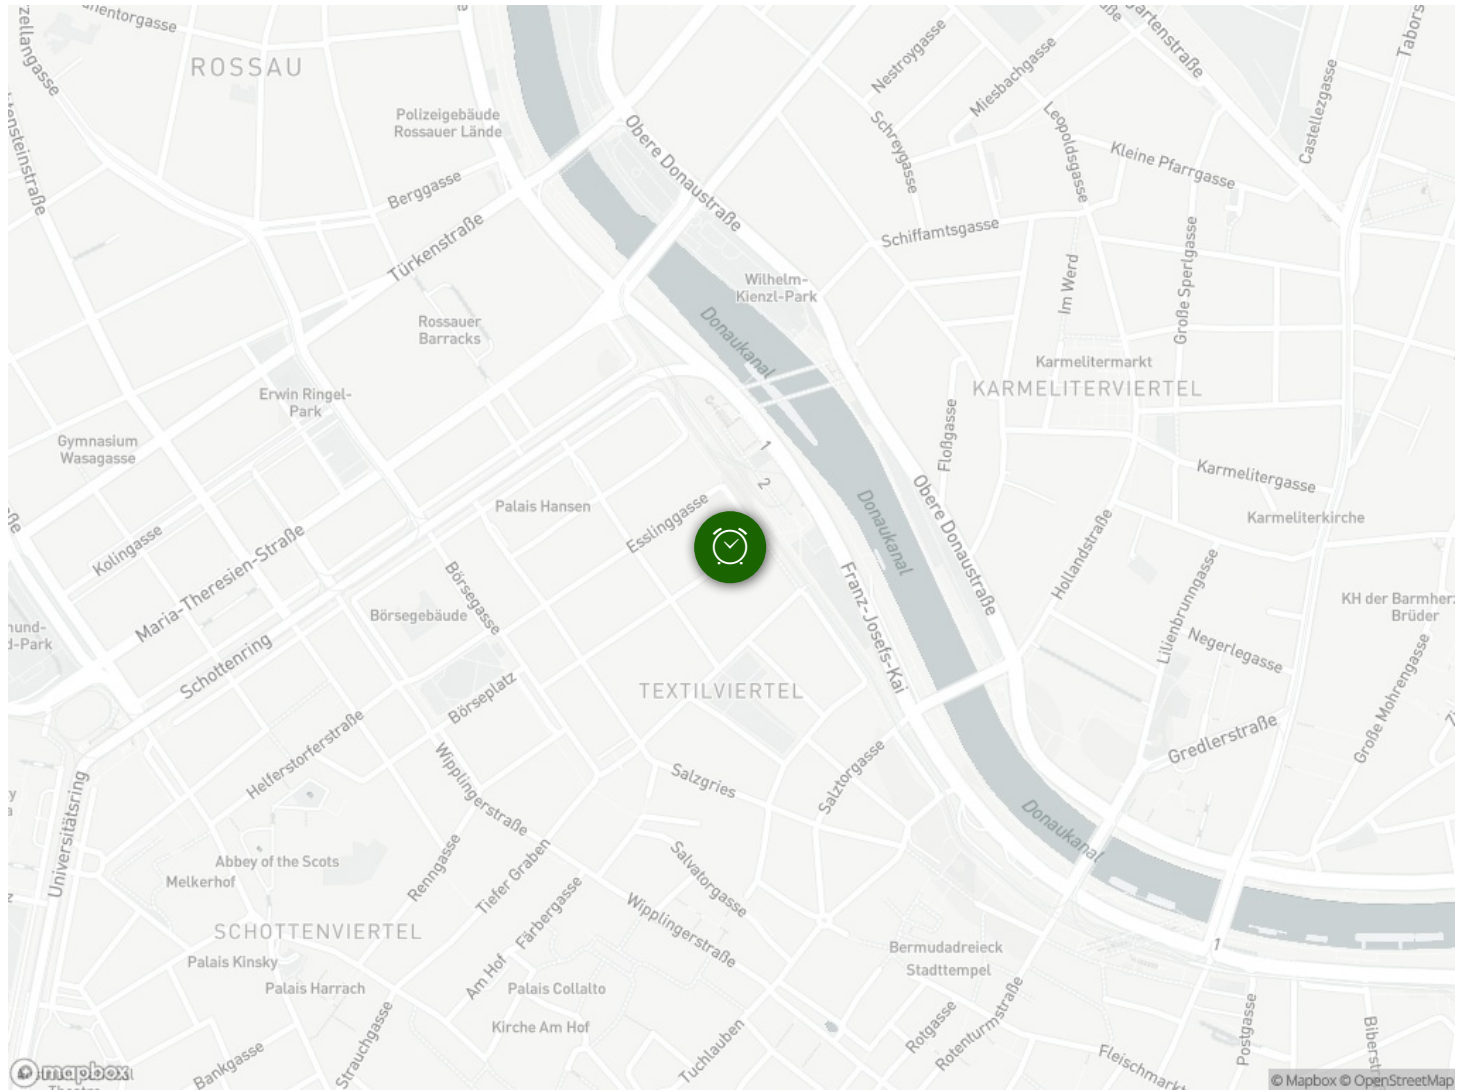 ROSSAU
Polizeigebäude
Rossauer Lände
Berggasse
Türkenstraße
Obere Donaustraße
Nestroygasse
Miesbachgasse
Schreygasse
Leopoldsgasse
Kleine Pfarrgasse
Castellezgasse
Schiffamtsgasse
Im Werd
Große Sperlgasse
Wilhelm-
Kienzl-Park
Donaukanal
Rossauer
Barracks
Karmelitermarkt
KARMELITERVIERTEL
Erwin Ringel-
Park
Gymnasium
Wasagasse
Floßgasse
1
2
Karmelitergasse
Karmeliterkirche
Palais Hansen
Esslinggasse
Donaukanal
Obere Donaustraße
Hollandstraße
Kolingasse
Maria-Theresien-Straße
Börsegasse
Börsegebäude
Franz-Josefs-Kai
Lilienbrunngasse
Negerlegasse
KH der Barmherz
Brüder
Schottenring
TEXTILVIERTEL
Börseplatz
Große Mohrengasse
Gredlerstraße
Helferstorferstraße
Wipplingerstraße
Salzgries
Salztorgasse
Donaukanal
Universitätsring
Abbey of the Scots
Melkerhof
Renngasse
Tiefer Graben
Salvatorgasse
SCHOTTENVIERTEL
Färbergasse
Wipplingerstraße
Bermudadreieck
Stadttempel
1
Palais Kinsky
Palais Harrach
Am Hof
Palais Collalto
Kirche Am Hof
Strauchgasse
Bankgasse
Tuchlauben
Rotgasse
Rotenturmstraße
Fleischmarkt
Postgasse
mapbox
© Mapbox © OpenStreetMap